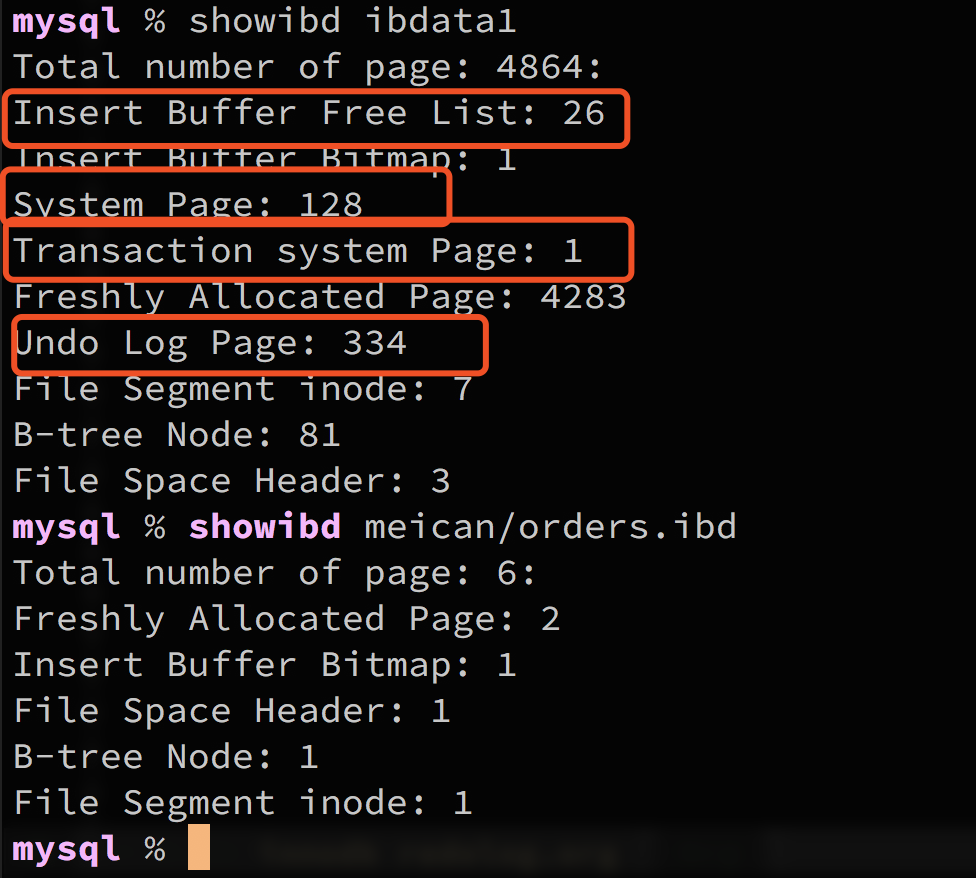 mysql % showibd ibdata1
Total number of page: 4864:
Insert Buffer Free List: 26
Insert Buffer Bitmap: 1
System Page: 128
Transaction system Page: 1
Freshly Allocated Page: 4283
Undo Log Page: 334
File Segment inode: 7
B-tree Node: 81
File Space Header: 3
mysql % showibd meican/orders.ibd
Total number of page: 6:
Freshly Allocated Page: 2
Insert Buffer Bitmap: 1
File Space Header: 1
B-tree Node: 1
File Segment inode: 1
mysql %